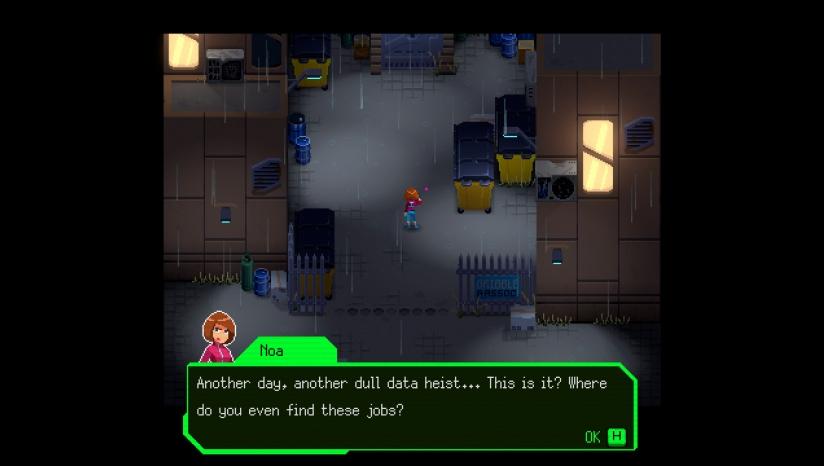 Noa
Another day, another dull data heist... This is it? Where
do you even find these jobs?
OK H